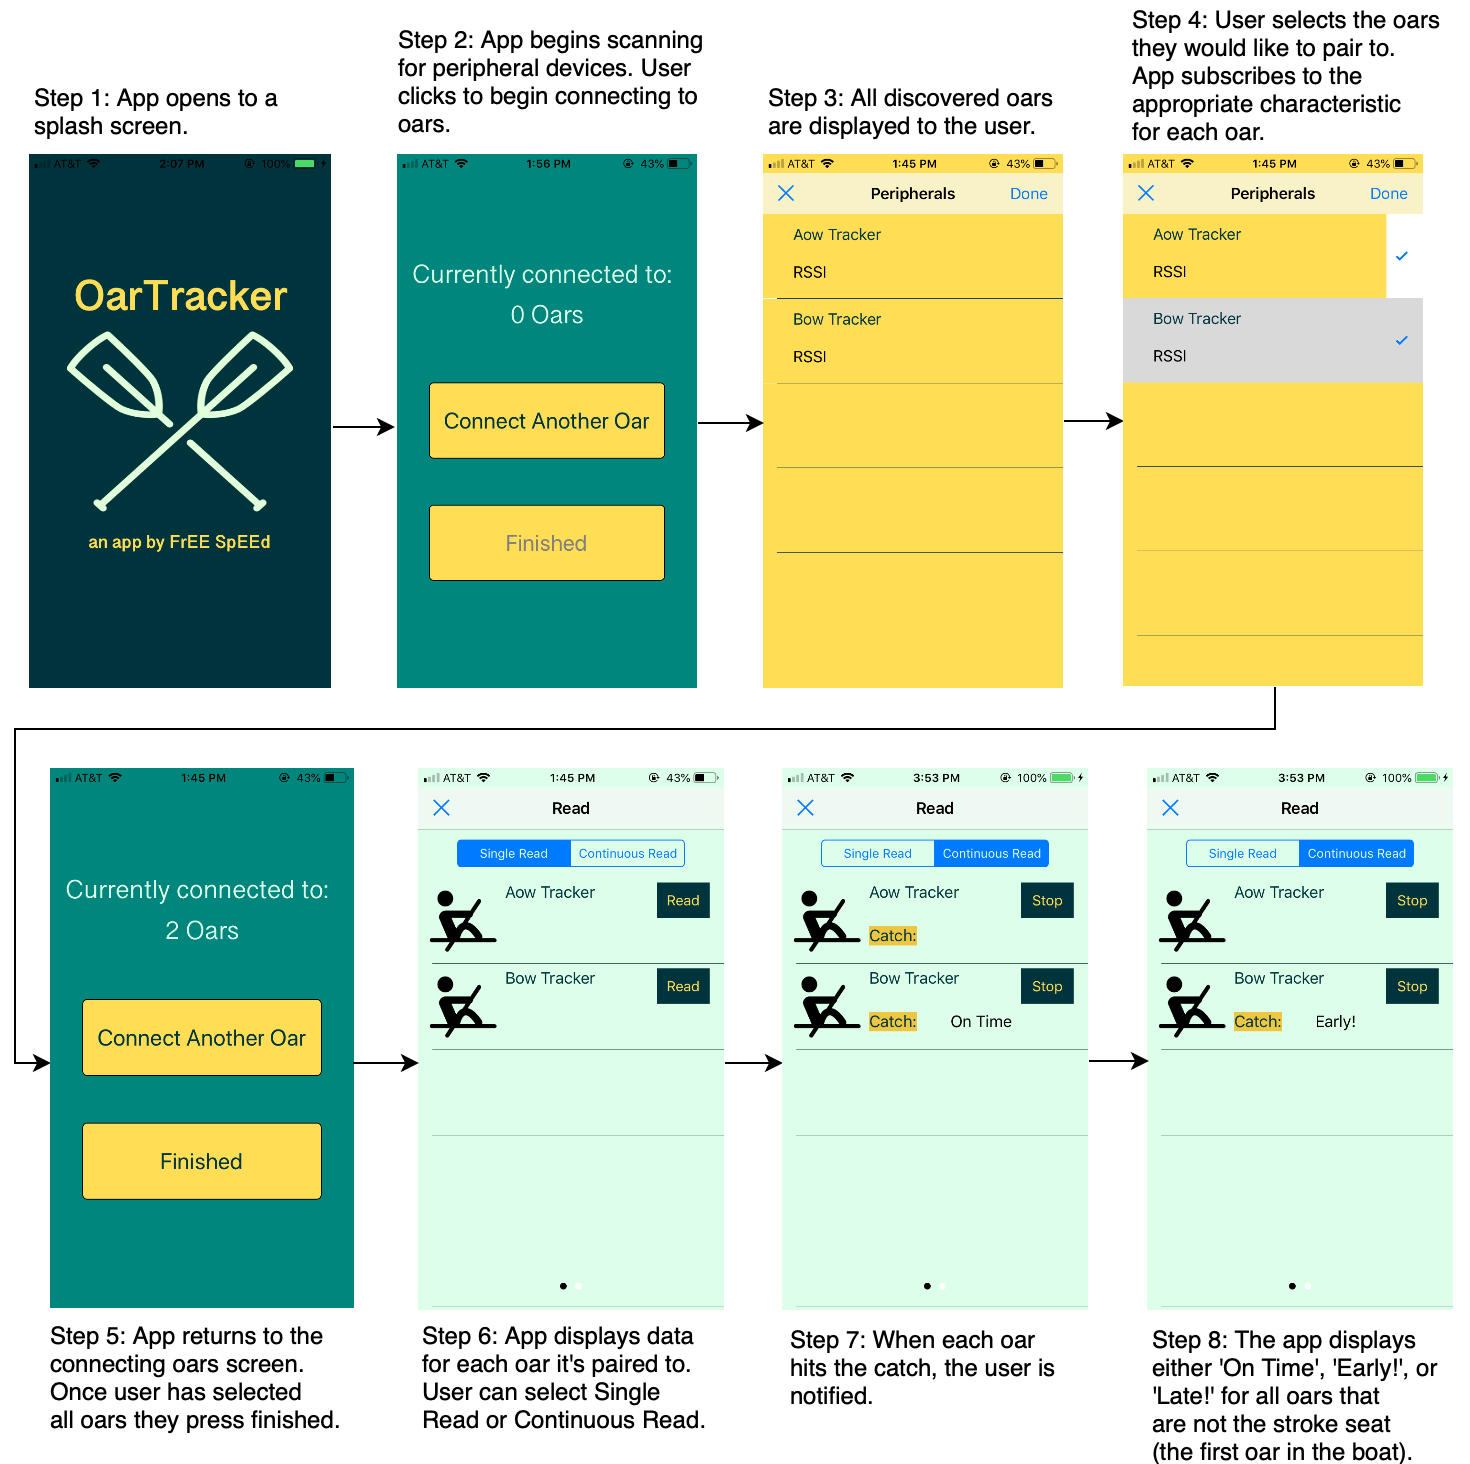 Step 1: App opens to a
splash screen.
AT&T 2:07 PM 100%
OarTracker
an app by FrEE SpEEd
Step 2: App begins scanning
for peripheral devices. User
clicks to begin connecting to
oars.
AT&T 1:56 PM 43%
Currently connected to:
0 Oars
Connect Another Oar
Finished
Step 3: All discovered oars
are displayed to the user.
AT&T 1:45 PM 43%
Peripherals Done
Aow Tracker
RSSI
Bow Tracker
RSSI
Step 4: User selects the oars
they would like to pair to.
App subscribes to the
appropriate characteristic
for each oar.
AT&T 1:45 PM 43%
Peripherals Done
Aow Tracker
RSSI
Bow Tracker
RSSI
AT&T 1:45 PM 43%
Currently connected to:
2 Oars
Connect Another Oar
Finished
Step 5: App returns to the
connecting oars screen.
Once user has selected
all oars they press finished.
AT&T 1:45 PM 43%
Read
Single Read Continuous Read
Aow Tracker Read
Bow Tracker Read
Step 6: App displays data
for each oar it's paired to.
User can select Single
Read or Continuous Read.
AT&T 3:53 PM 100%
Read
Single Read Continuous Read
Aow Tracker Stop
Catch:
Bow Tracker Stop
Catch: On Time
Step 7: When each oar
hits the catch, the user is
notified.
AT&T 3:53 PM 100%
Read
Single Read Continuous Read
Aow Tracker Stop
Bow Tracker Stop
Catch: Early!
Step 8: The app displays
either 'On Time', 'Early!', or
'Late!' for all oars that
are not the stroke seat
(the first oar in the boat).